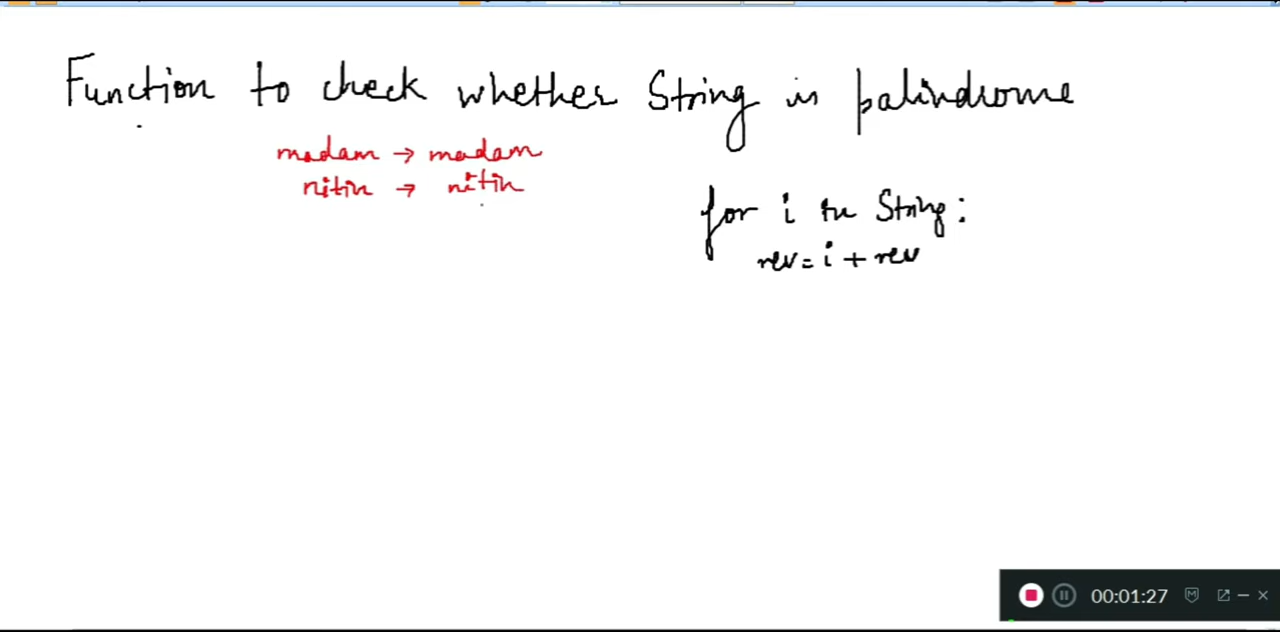 Function to check whether String is palindrome
madam → madam
nitin → nitin
for i in String:
rev = i + rev
00:01:27